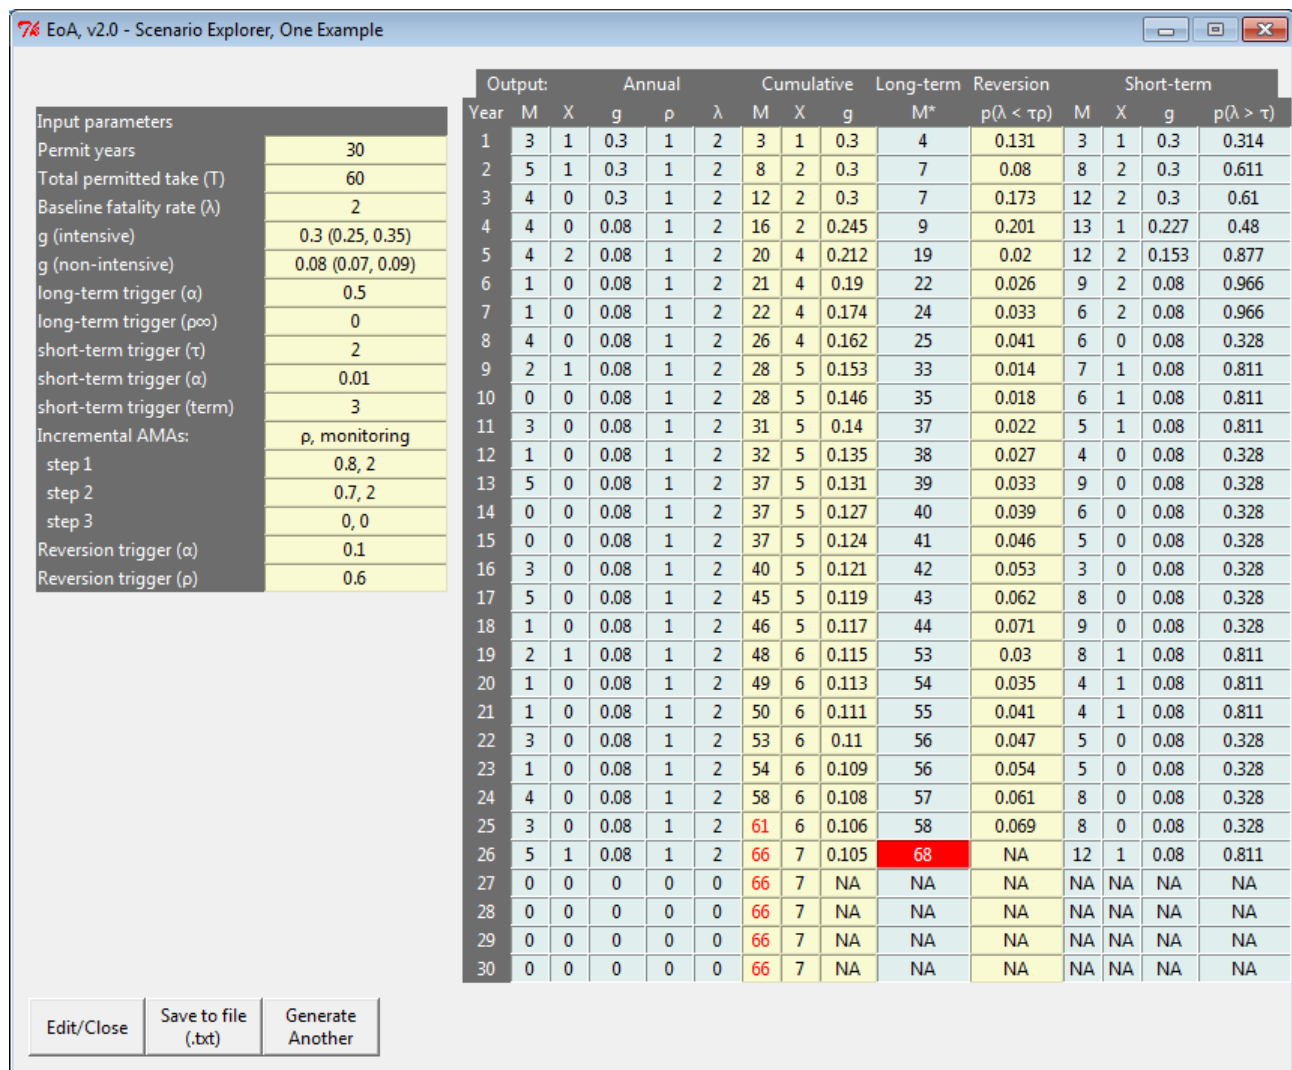 EoA, v2.0 - Scenario Explorer, One Example
Input parameters
Permit years 30
Total permitted take (T) 60
Baseline fatality rate (λ) 2
g (intensive) 0.3 (0.25, 0.35)
g (non-intensive) 0.08 (0.07, 0.09)
long-term trigger (α) 0.5
long-term trigger (ρ∞) 0
short-term trigger (τ) 2
short-term trigger (α) 0.01
short-term trigger (term) 3
Incremental AMAs: ρ, monitoring
step 1 0.8, 2
step 2 0.7, 2
step 3 0, 0
Reversion trigger (α) 0.1
Reversion trigger (ρ) 0.6
Output: Annual Cumulative Long-term Reversion Short-term
Year M X g ρ λ M X g M* p(λ < τρ) M X g p(λ > τ)
1 3 1 0.3 1 2 3 1 0.3 4 0.131 3 1 0.3 0.314
2 5 1 0.3 1 2 8 2 0.3 7 0.08 8 2 0.3 0.611
3 4 0 0.3 1 2 12 2 0.3 7 0.173 12 2 0.3 0.61
4 4 0 0.08 1 2 16 2 0.245 9 0.201 13 1 0.227 0.48
5 4 2 0.08 1 2 20 4 0.212 19 0.02 12 2 0.153 0.877
6 1 0 0.08 1 2 21 4 0.19 22 0.026 9 2 0.08 0.966
7 1 0 0.08 1 2 22 4 0.174 24 0.033 6 2 0.08 0.966
8 4 0 0.08 1 2 26 4 0.162 25 0.041 6 0 0.08 0.328
9 2 1 0.08 1 2 28 5 0.153 33 0.014 7 1 0.08 0.811
10 0 0 0.08 1 2 28 5 0.146 35 0.018 6 1 0.08 0.811
11 3 0 0.08 1 2 31 5 0.14 37 0.022 5 1 0.08 0.811
12 1 0 0.08 1 2 32 5 0.135 38 0.027 4 0 0.08 0.328
13 5 0 0.08 1 2 37 5 0.131 39 0.033 9 0 0.08 0.328
14 0 0 0.08 1 2 37 5 0.127 40 0.039 6 0 0.08 0.328
15 0 0 0.08 1 2 37 5 0.124 41 0.046 5 0 0.08 0.328
16 3 0 0.08 1 2 40 5 0.121 42 0.053 3 0 0.08 0.328
17 5 0 0.08 1 2 45 5 0.119 43 0.062 8 0 0.08 0.328
18 1 0 0.08 1 2 46 5 0.117 44 0.071 9 0 0.08 0.328
19 2 1 0.08 1 2 48 6 0.115 53 0.03 8 1 0.08 0.811
20 1 0 0.08 1 2 49 6 0.113 54 0.035 4 1 0.08 0.811
21 1 0 0.08 1 2 50 6 0.111 55 0.041 4 1 0.08 0.811
22 3 0 0.08 1 2 53 6 0.11 56 0.047 5 0 0.08 0.328
23 1 0 0.08 1 2 54 6 0.109 56 0.054 5 0 0.08 0.328
24 4 0 0.08 1 2 58 6 0.108 57 0.061 8 0 0.08 0.328
25 3 0 0.08 1 2 61 6 0.106 58 0.069 8 0 0.08 0.328
26 5 1 0.08 1 2 66 7 0.105 68 NA 12 1 0.08 0.811
27 0 0 0 0 0 66 7 NA NA NA NA NA NA NA
28 0 0 0 0 0 66 7 NA NA NA NA NA NA NA
29 0 0 0 0 0 66 7 NA NA NA NA NA NA NA
30 0 0 0 0 0 66 7 NA NA NA NA NA NA NA
Edit/Close
Save to file
(.txt)
Generate
Another